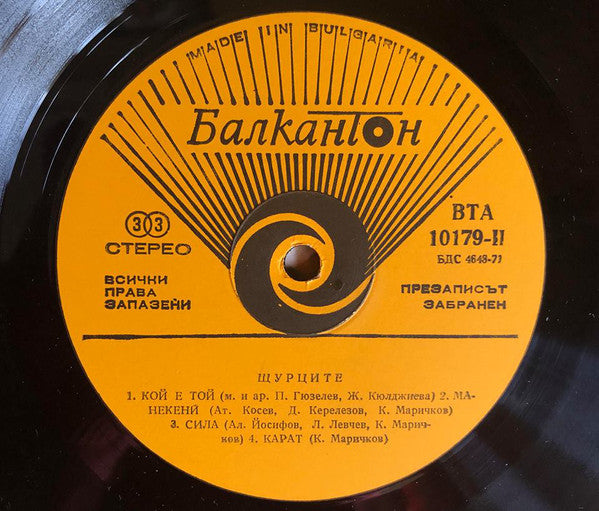 MADE IN BULGARIA
Балкантон
33
СТЕРЕО
ВСИЧКИ
ПРАВА
ЗАПАЗЕНИ
ВТА
10179-II
БДС 4643-71
ПРЕЗАПИСЪТ
ЗАБРАНЕН
ЩУРЦИТЕ
1. КОЙ Е ТОЙ (м. и ар. П. Гюзелев, Ж. Кюлджиева) 2. МА-
НЕКЕНИ (Ат. Косев, Д. Керелезов, К. Маричков)
3. СИЛА (Ал. Йосифов, Л. Левчев, К. Марич-
ков) 4. КАРАТ (К. Маричков)